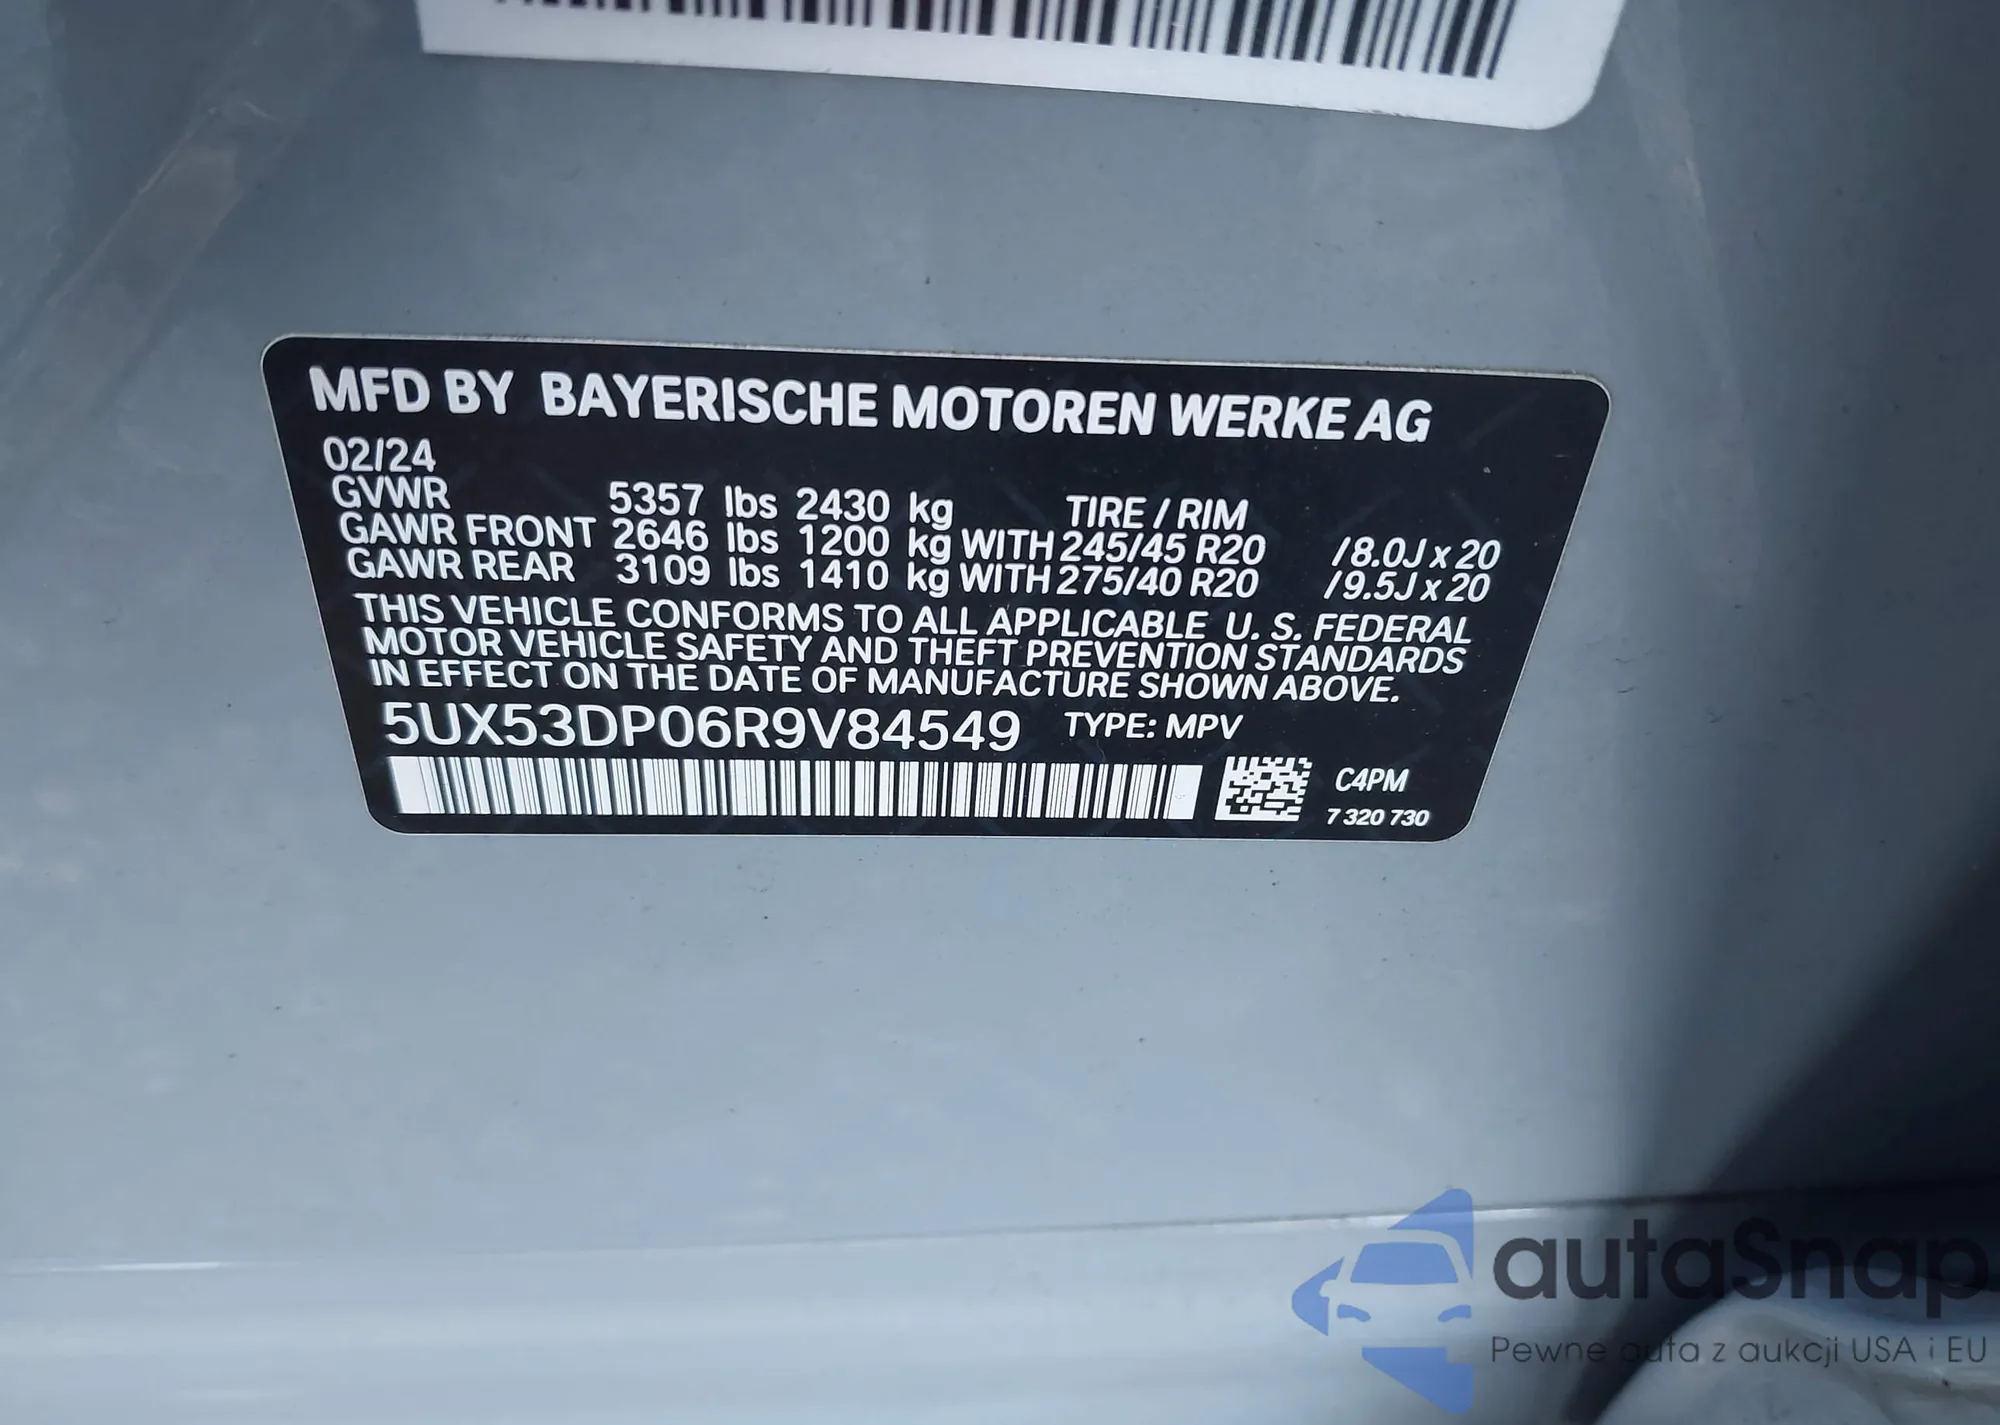 MFD BY BAYERISCHE MOTOREN WERKE AG
02/24
GVWR 5357 lbs 2430 kg TIRE / RIM
GAWR FRONT 2646 lbs 1200 kg WITH 245/45 R20 /8.0J x 20
GAWR REAR 3109 lbs 1410 kg WITH 275/40 R20 /9.5J x 20
THIS VEHICLE CONFORMS TO ALL APPLICABLE U. S. FEDERAL
MOTOR VEHICLE SAFETY AND THEFT PREVENTION STANDARDS
IN EFFECT ON THE DATE OF MANUFACTURE SHOWN ABOVE.
5UX53DP06R9V84549 TYPE: MPV
C4PM
7 320 730
autaSnap
Pewne auta z aukcji USA i EU